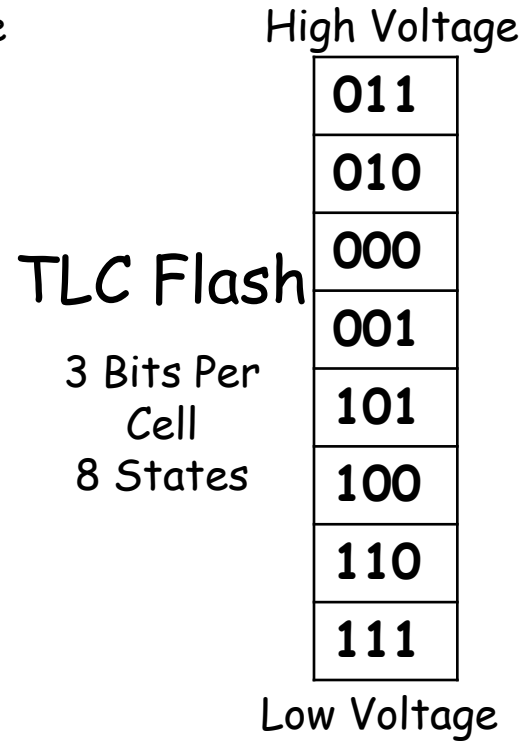 High Voltage
011
010
000
TLC Flash
001
3 Bits Per
Cell
101
8 States
100
110
111
Low Voltage